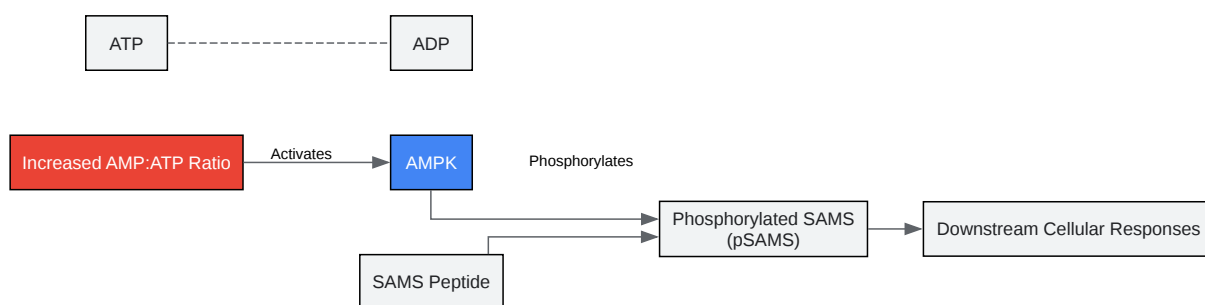 ATP
ADP
Increased AMP:ATP Ratio
Activates
AMPK
Phosphorylates
Phosphorylated SAMS
(pSAMS)
Downstream Cellular Responses
SAMS Peptide